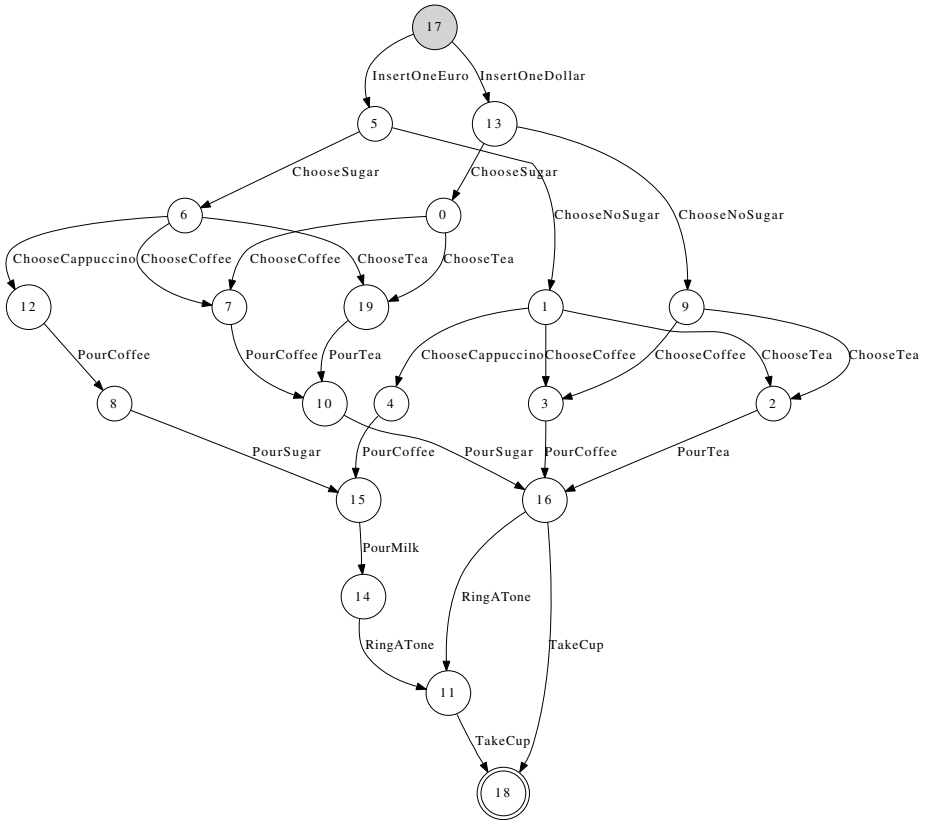 17
InsertOneEuro InsertOneDollar
5 13
ChooseSugar ChooseSugar
6 0 ChooseNoSugar ChooseNoSugar
ChooseCappuccino ChooseCoffee ChooseCoffee ChooseTea ChooseTea
12 7 19 1 9
PourCoffee PourCoffee PourTea ChooseCappuccino ChooseCoffee ChooseCoffee ChooseTea ChooseTea
8 10 4 3 2
PourSugar PourCoffee PourSugar PourCoffee PourTea
15 16
PourMilk
14 RingATone
RingATone TakeCup
11
TakeCup
18